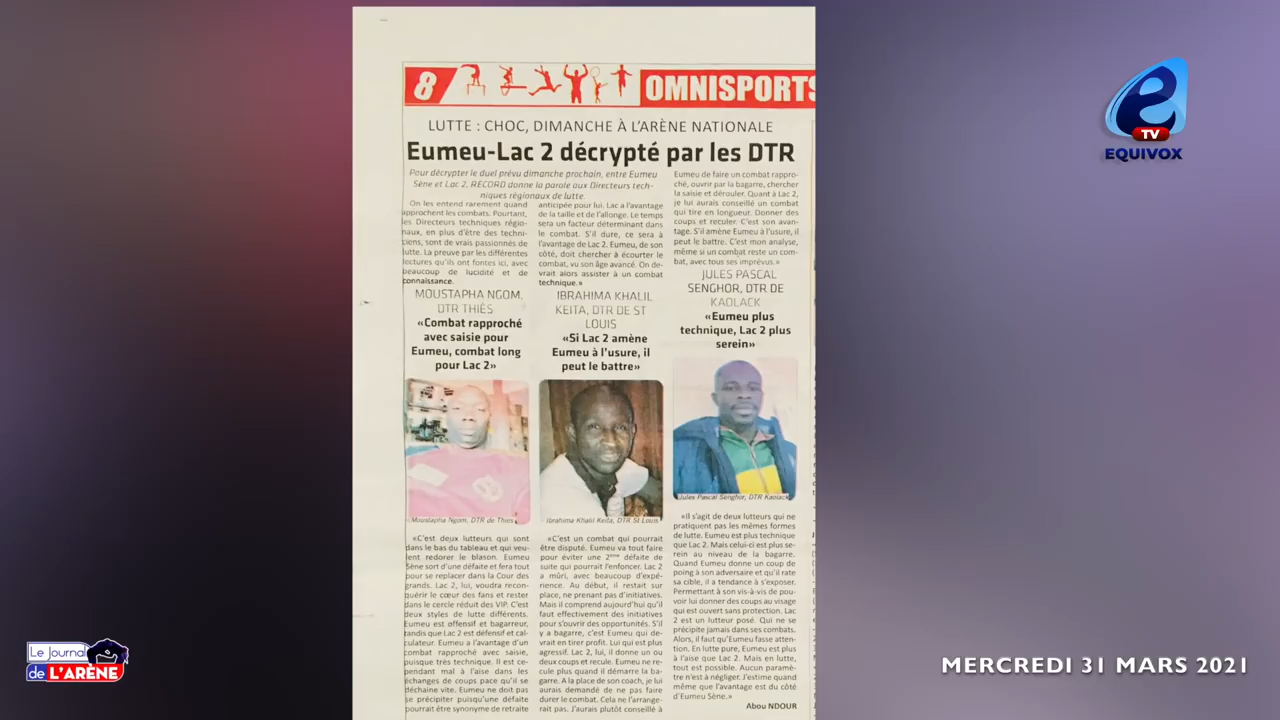 8
OMNISPORTS
LUTTE : CHOC, DIMANCHE À L'ARÈNE NATIONALE
Eumeu-Lac 2 décrypté par les DTR
Pour décrypter le duel prévu dimanche prochain, entre Eumeu
Sène et Lac 2, RECORD donne la parole aux Directeurs tech-
niques régionaux de lutte.
On les entend rarement quand
approchent les combats. Pourtant,
les Directeurs techniques régio-
naux, en plus d'être des techni-
ciens, sont de vrais passionnés de
lutte. La preuve par les différentes
lectures qu'ils ont fontes ici, avec
beaucoup de lucidité et de
connaissance.
MOUSTAPHA NGOM,
DTR THIÈS
«Combat rapproché
avec saisie pour
Eumeu, combat long
pour Lac 2»
Moustapha Ngom, DTR de Thies
«C'est deux lutteurs qui sont
dans le bas du tableau et qui veu-
lent redorer le blason. Eumeu
Sène sort d'une défaite et fera tout
pour se replacer dans la Cour des
grands. Lac 2, lui, voudra recon-
quérir le cœur des fans et rester
dans le cercle réduit des VIP. C'est
deux styles de lutte différents.
Eumeu est offensif et bagarreur,
tandis que Lac 2 est défensif et cal-
culateur. Eumeu a l'avantage d'un
combat rapproché avec saisie,
puisque très technique. Il est ce-
pendant mal à l'aise dans les
échanges de coups pace qu'il se
déchaine vite. Eumeu ne doit pas
se précipiter puisqu'une défaite
pourrait être synonyme de retraite
anticipée pour lui. Lac a l'avantage
de la taille et de l'allonge. Le temps
sera un facteur déterminant dans
le combat. S'il dure, ce sera à
l'avantage de Lac 2. Eumeu, de son
côté, doit chercher à écourter le
combat, vu son âge avancé. On de-
vrait alors assister à un combat
technique.»
IBRAHIMA KHALIL
KEITA, DTR DE ST
LOUIS
«Si Lac 2 amène
Eumeu à l'usure, il
peut le battre»
Ibrahima Khalil Keita, DTR St Louis
«C'est un combat qui pourrait
être disputé. Eumeu va tout faire
pour éviter une 2ème défaite de
suite qui pourrait l'enfoncer. Lac 2
a mûri, avec beaucoup d'expé-
rience. Au début, il restait sur
place, ne prenant pas d'initiatives.
Mais il comprend aujourd'hui qu'il
faut effectivement des initiatives
pour s'ouvrir des opportunités. S'il
y a bagarre, c'est Eumeu qui de-
vrait en tirer profit. Lui qui est plus
agressif. Lac 2, lui, il donne un ou
deux coups et recule. Eumeu ne re-
cule plus quand il démarre la ba-
garre. A la place de son coach, je lui
aurais demandé de ne pas faire
durer le combat. Cela ne l'arrange-
rait pas. J'aurais plutôt conseillé à
Eumeu de faire un combat rappro-
ché, ouvrir par la bagarre, chercher
la saisie et dérouler. Quant à Lac 2,
je lui aurais conseillé un combat
qui tire en longueur. Donner des
coups et reculer. C'est son avan-
tage. S'il amène Eumeu à l'usure, il
peut le battre. C'est mon analyse,
même si un combat reste un com-
bat, avec tous ses imprévus.»
JULES PASCAL
SENGHOR, DTR DE
KAOLACK
«Eumeu plus
technique, Lac 2 plus
serein»
Jules Pascal Senghor, DTR Kaolack
«Il s'agit de deux lutteurs qui ne
pratiquent pas les mêmes formes
de lutte. Eumeu est plus technique
que Lac 2. Mais celui-ci est plus se-
rein au niveau de la bagarre.
Quand Eumeu donne un coup de
poing à son adversaire et qu'il rate
sa cible, il a tendance à s'exposer.
Permettant à son vis-à-vis de pou-
voir lui donner des coups au visage
qui est ouvert sans protection. Lac
2 est un lutteur posé. Qui ne se
précipite jamais dans ses combats.
Alors, il faut qu'Eumeu fasse atten-
tion. En lutte pure, Eumeu est plus
à l'aise que Lac 2. Mais en lutte,
tout est possible. Aucun paramè-
tre n'est à négliger. J'estime quand
même que l'avantage est du côté
d'Eumeu Sène.»
Abou NDOUR
e
TV
EQUIVOX
Le Journal
de L'ARÈNE
MERCREDI 31 MARS 2021